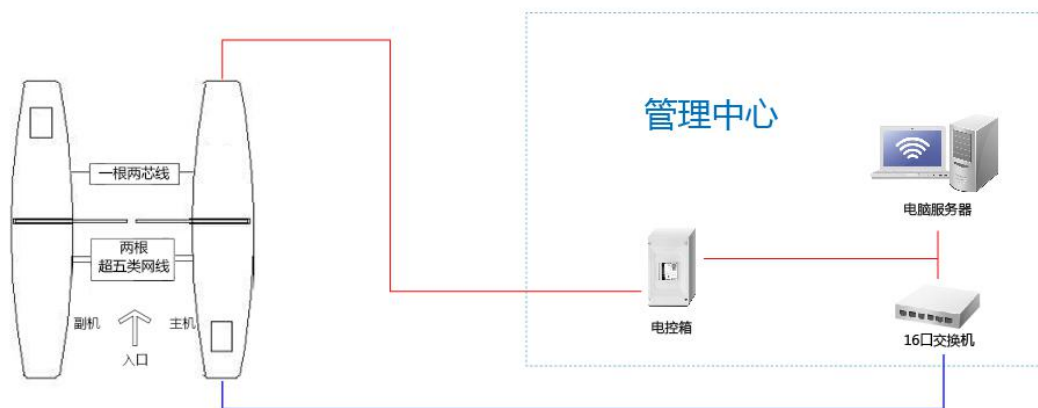 管理中心
一根两芯线
电脑服务器
两根
超五类网线
副机
主机
入口
电控箱
16口交换机